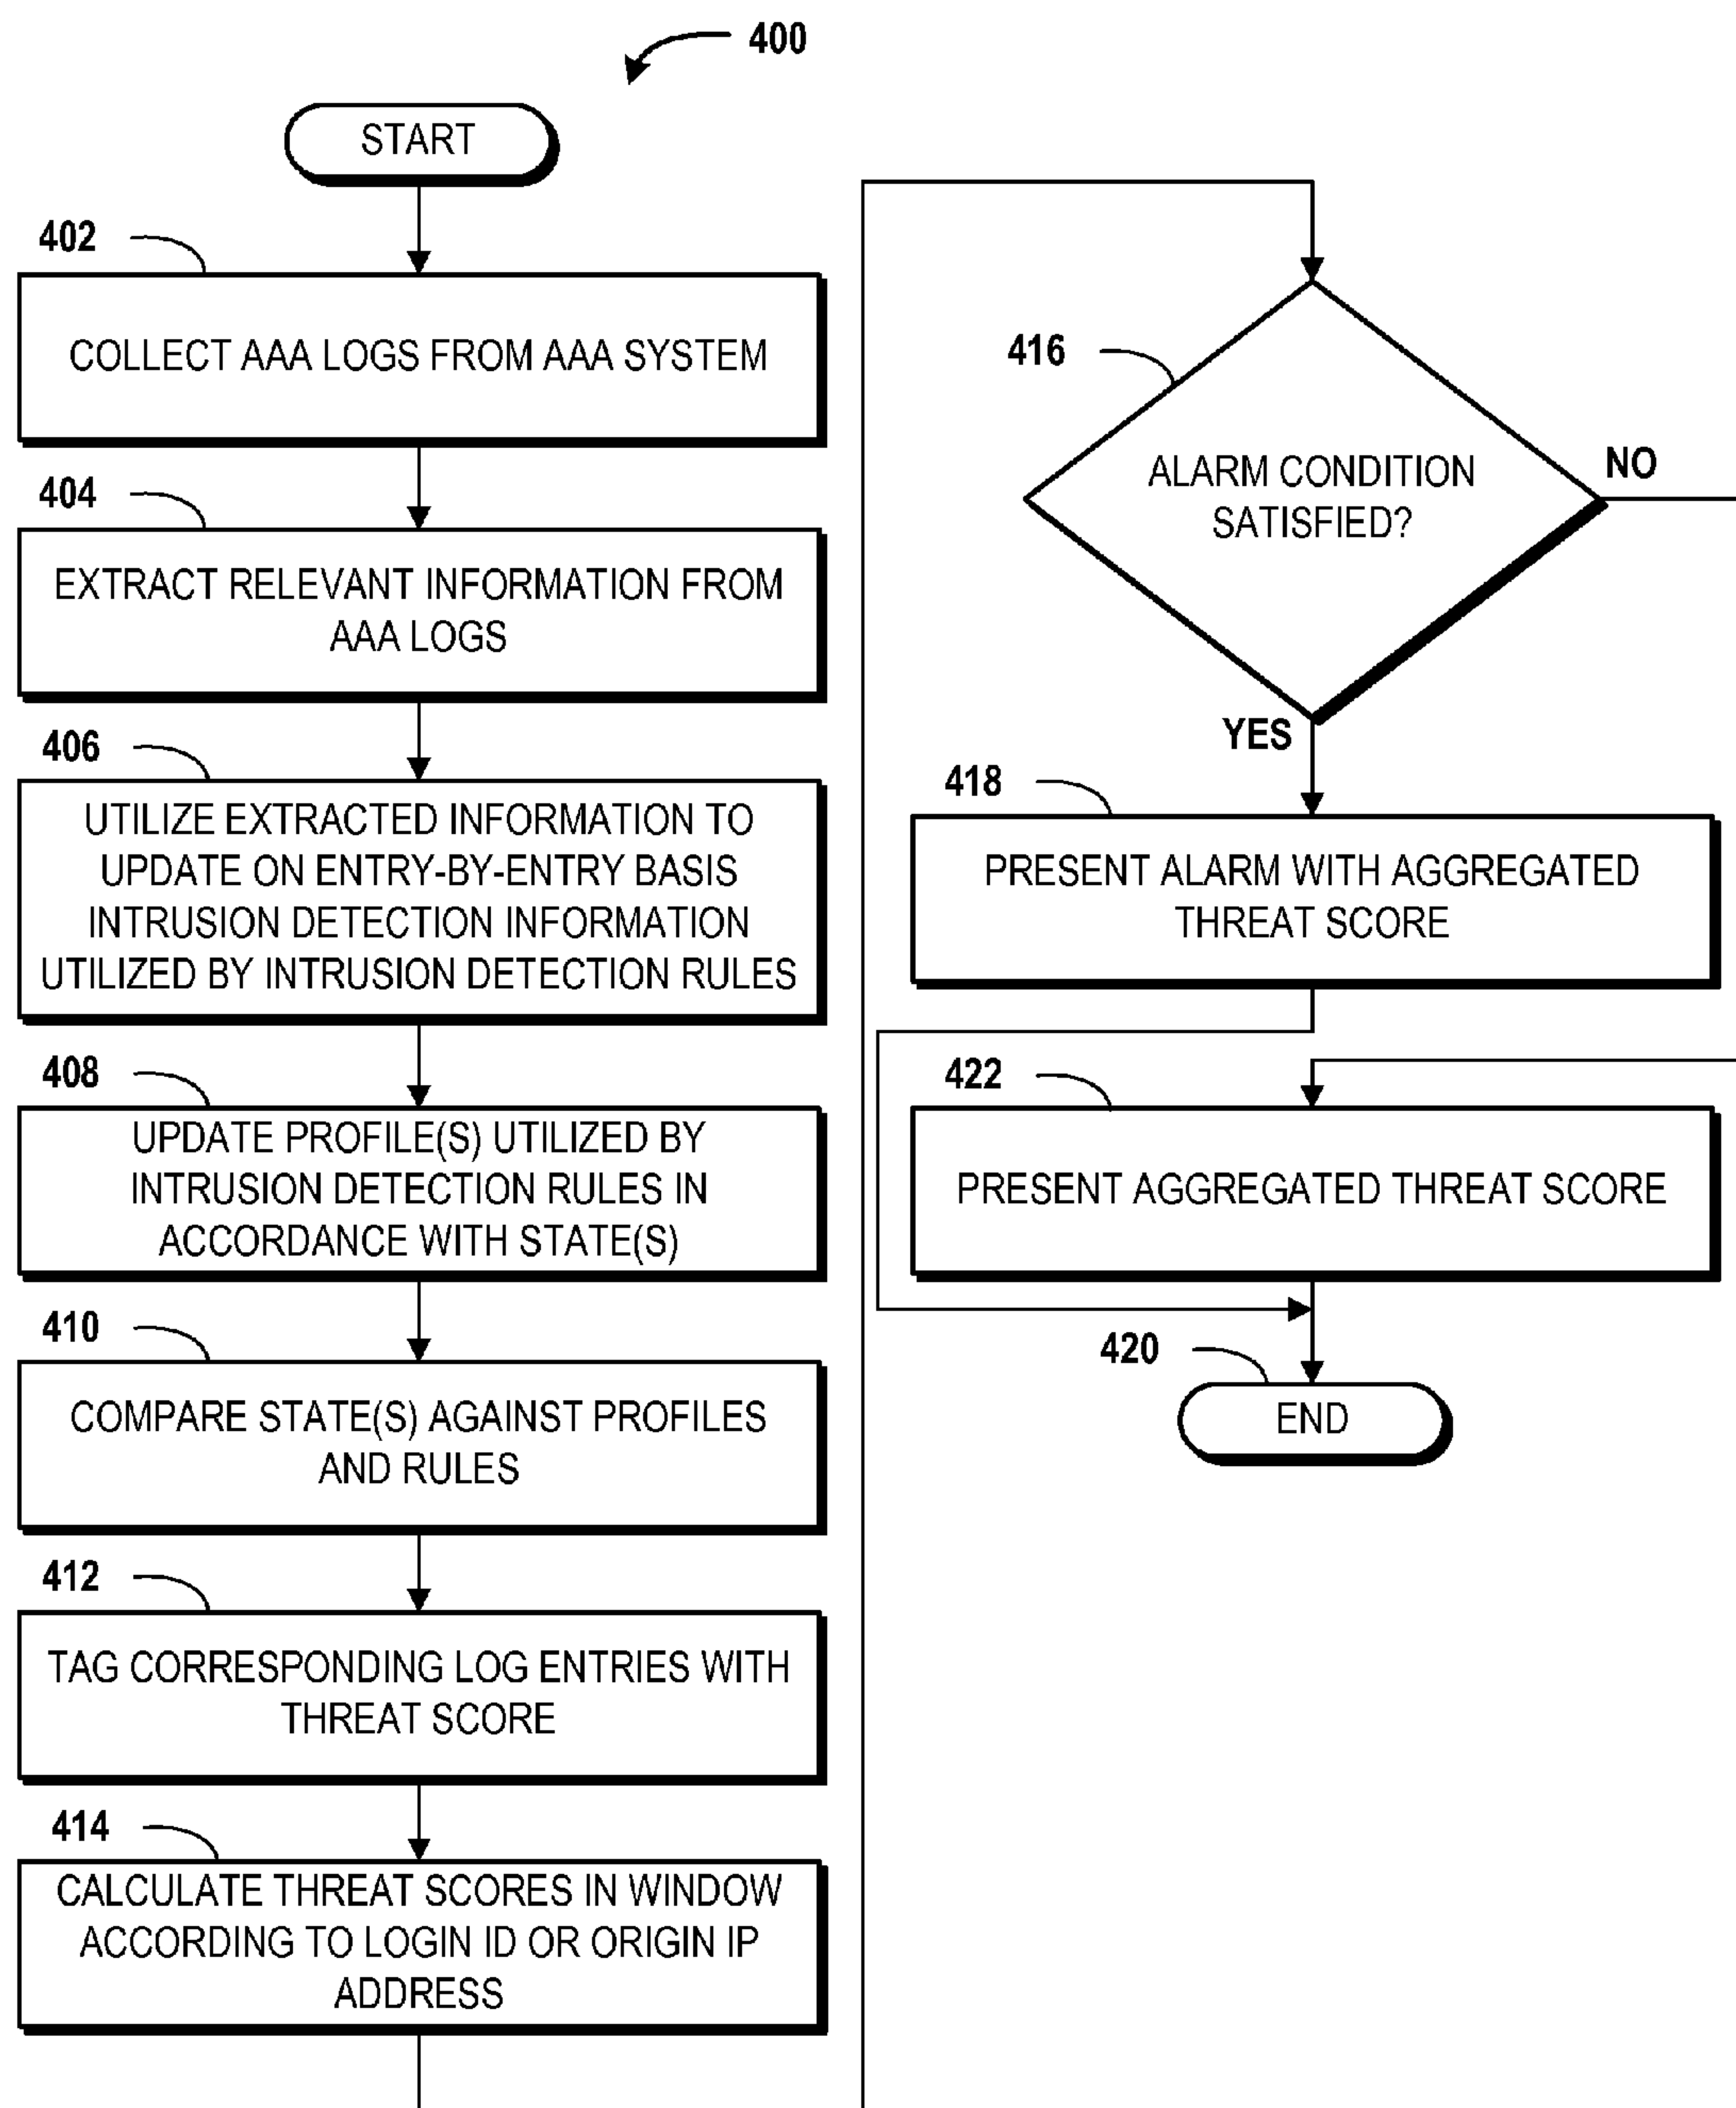 400
START
402
COLLECT AAA LOGS FROM AAA SYSTEM
404
EXTRACT RELEVANT INFORMATION FROM
AAA LOGS
406
UTILIZE EXTRACTED INFORMATION TO
UPDATE ON ENTRY-BY-ENTRY BASIS
INTRUSION DETECTION INFORMATION
UTILIZED BY INTRUSION DETECTION RULES
408
UPDATE PROFILE(S) UTILIZED BY
INTRUSION DETECTION RULES IN
ACCORDANCE WITH STATE(S)
410
COMPARE STATE(S) AGAINST PROFILES
AND RULES
412
TAG CORRESPONDING LOG ENTRIES WITH
THREAT SCORE
414
CALCULATE THREAT SCORES IN WINDOW
ACCORDING TO LOGIN ID OR ORIGIN IP
ADDRESS
416
ALARM CONDITION
SATISFIED?
NO
YES
418
PRESENT ALARM WITH AGGREGATED
THREAT SCORE
422
PRESENT AGGREGATED THREAT SCORE
420
END